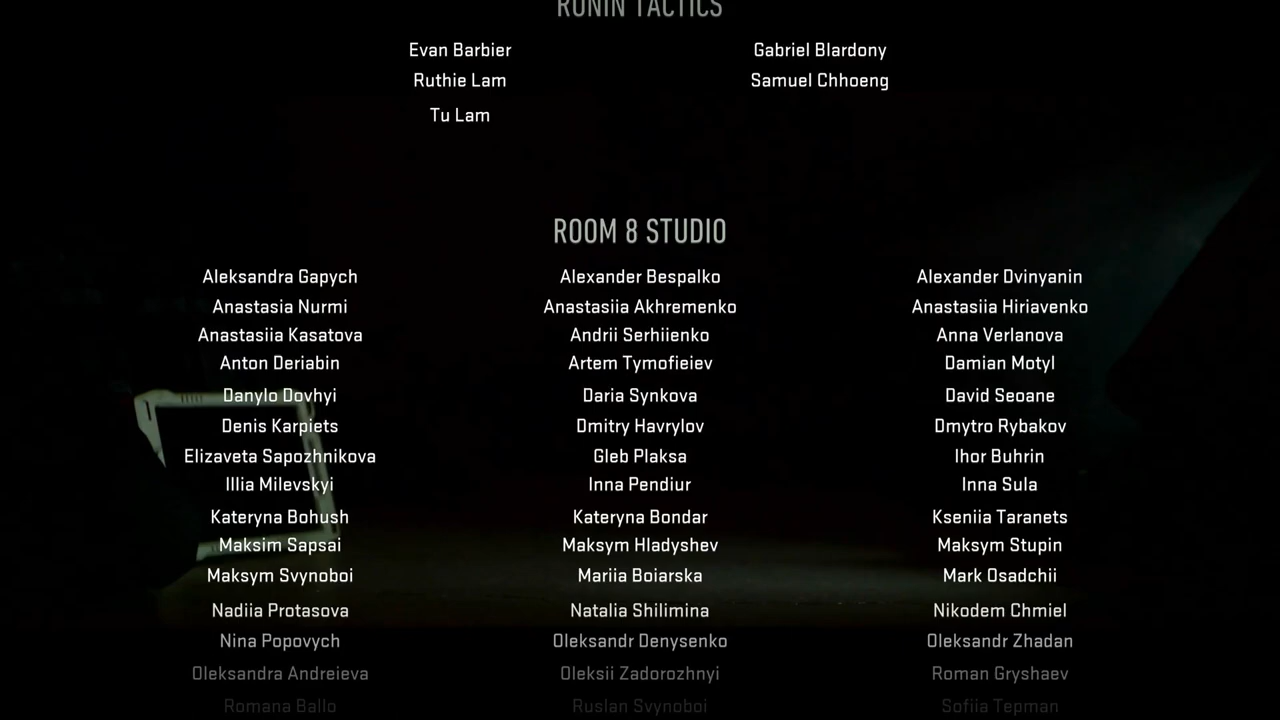 RONIN TACTICS
Evan Barbier Gabriel Blardony
Ruthie Lam Samuel Chhoeng
Tu Lam
ROOM 8 STUDIO
Aleksandra Gapych Alexander Bespalko Alexander Dvinyanin
Anastasia Nurmi Anastasiia Akhremenko Anastasiia Hiriavenko
Anastasiia Kasatova Andrii Serhiienko Anna Verlanova
Anton Deriabin Artem Tymofieiev Damian Motyl
Danylo Dovhyi Daria Synkova David Seoane
Denis Karpiets Dmitry Havrylov Dmytro Rybakov
Elizaveta Sapozhnikova Gleb Plaksa Ihor Buhrin
Illia Milevskyi Inna Pendiur Inna Sula
Kateryna Bohush Kateryna Bondar Kseniia Taranets
Maksim Sapsai Maksym Hladyshev Maksym Stupin
Maksym Svynoboi Mariia Boiarska Mark Osadchii
Nadiia Protasova Natalia Shilimina Nikodem Chmiel
Nina Popovych Oleksandr Denysenko Oleksandr Zhadan
Oleksandra Andreieva Oleksii Zadorozhnyi Roman Gryshaev
Romana Ballo Ruslan Svynoboi Sofiia Tepman